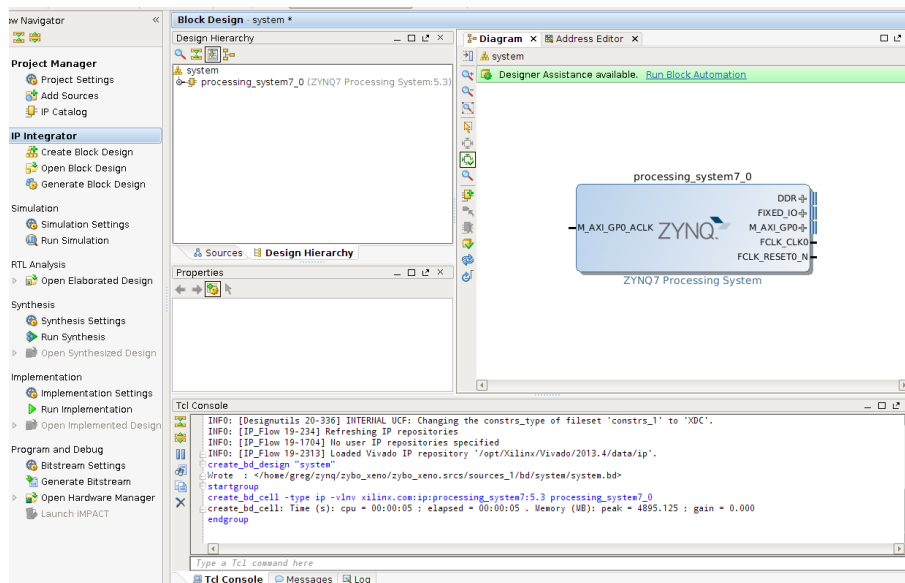 ow Navigator
«
Project Manager
Project Settings
Add Sources
IP Catalog
IP Integrator
Create Block Design
Open Block Design
Generate Block Design
Simulation
Simulation Settings
Run Simulation
RTL Analysis
Open Elaborated Design
Synthesis
Synthesis Settings
Run Synthesis
Open Synthesized Design
Implementation
Implementation Settings
Run Implementation
Open Implemented Design
Program and Debug
Bitstream Settings
Generate Bitstream
Open Hardware Manager
Launch iMPACT
Block Design - system *
Design Hierarchy
system
processing_system7_0 (ZYNQ7 Processing System:5.3)
Sources Design Hierarchy
Properties
Diagram × Address Editor ×
system
Designer Assistance available. Run Block Automation
processing_system7_0
DDR
FIXED_IO
M_AXI_GP0_ACLK ZYNQ. M_AXI_GP0
FCLK_CLK0
FCLK_RESET0_N
ZYNQ7 Processing System
Tcl Console
INFO: [Designutils 20-336] INTERNAL UCF: Changing the constrs_type of fileset 'constrs_1' to 'XDC'.
INFO: [IP_Flow 19-234] Refreshing IP repositories
INFO: [IP_Flow 19-1704] No user IP repositories specified
INFO: [IP_Flow 19-2313] Loaded Vivado IP repository '/opt/Xilinx/Vivado/2013.4/data/ip'.
create_bd_design "system"
Wrote : </home/greg/zynq/zybo_xeno/zybo_xeno.srcs/sources_1/bd/system/system.bd>
startgroup
create_bd_cell -type ip -vlnv xilinx.com:ip:processing_system7:5.3 processing_system7_0
create_bd_cell: Time (s): cpu = 00:00:05 ; elapsed = 00:00:05 . Memory (MB): peak = 4895.125 ; gain = 0.000
endgroup
Type a Tcl command here
Tcl Console Messages Log